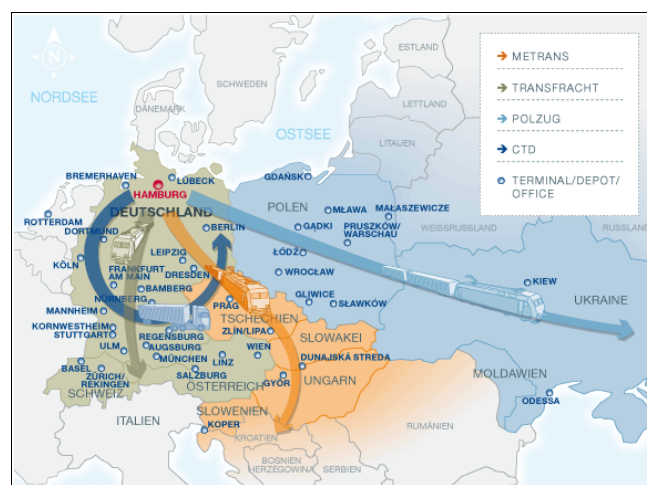 ESTLAND
METRANS
SCHWEDEN
TRANSFRACHT
NORDSEE
LETTLAND
DÄNEMARK
POLZUG
OSTSEE
LITAUEN
CTD
TERMINAL/DEPOT/
OFFICE
BREMERHAVEN
LÜBECK
GDAŃSK
HAMBURG
DEUTSCHLAND
POLEN
MŁAWA
MAŁASZEWICZE
ROTTERDAM
DORTMUND
BERLIN
GĄDKI
PRUSZKÓW/
WARSCHAU
WEISSRUSSLAND
RUSSLAND
KÖLN
LEIPZIG
ŁÓDŹ
FRANKFURT
AM MAIN
DRESDEN
WROCŁAW
KIEW
BAMBERG
NÜRNBERG
PRAG
GLIWICE
SŁAWKÓW
UKRAINE
MANNHEIM
TSCHECHIEN
KORNWESTHEIM
STUTTGART
REGENSBURG
ZLÍN/LIPA
SLOWAKEI
ULM
AUGSBURG
MÜNCHEN
LINZ
WIEN
DUNAJSKÁ STREDA
BASEL
ZÜRICH/
REKINGEN
SALZBURG
ÖSTERREICH
GYŐR
UNGARN
MOLDAWIEN
SCHWEIZ
ODESSA
SLOWENIEN
ITALIEN
KOPER
RUMÄNIEN
KROATIEN
BOSNIEN
HERZEGOWINA
SERBIEN